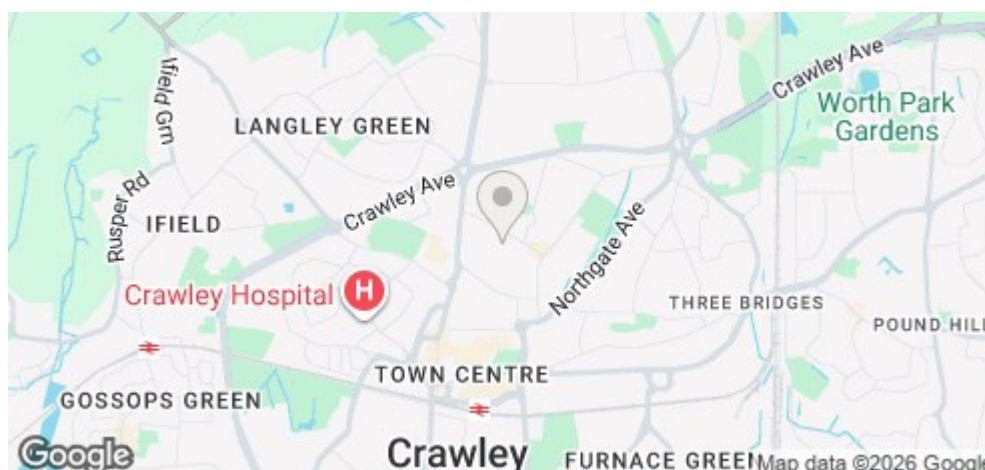 Crawley Ave
Worth Park
Gardens
Ifield Grn
LANGLEY GREEN
Rusper Rd
Crawley Ave
IFIELD
Northgate Ave
Crawley Hospital
H
THREE BRIDGES
POUND HILL
TOWN CENTRE
GOSSOPS GREEN
Crawley
FURNACE GREEN
Google
Map data ©2026 Google